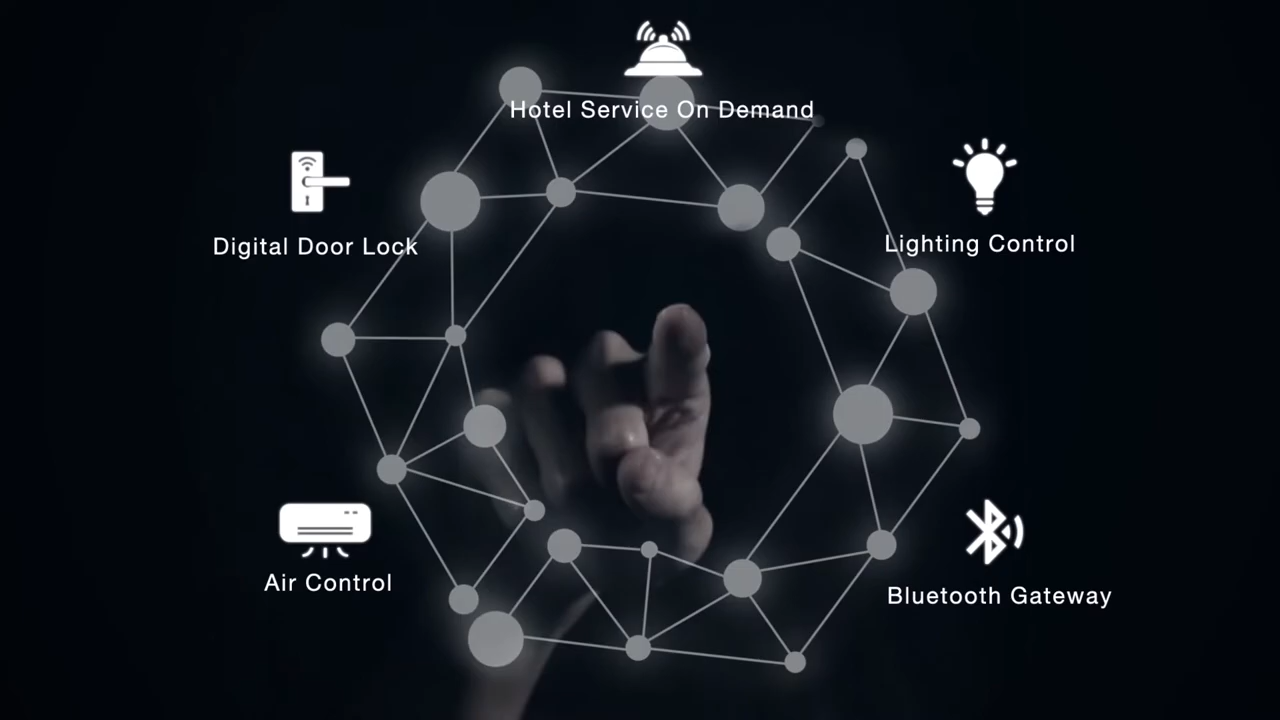 Hotel Service On Demand
Digital Door Lock
Lighting Control
Air Control
Bluetooth Gateway